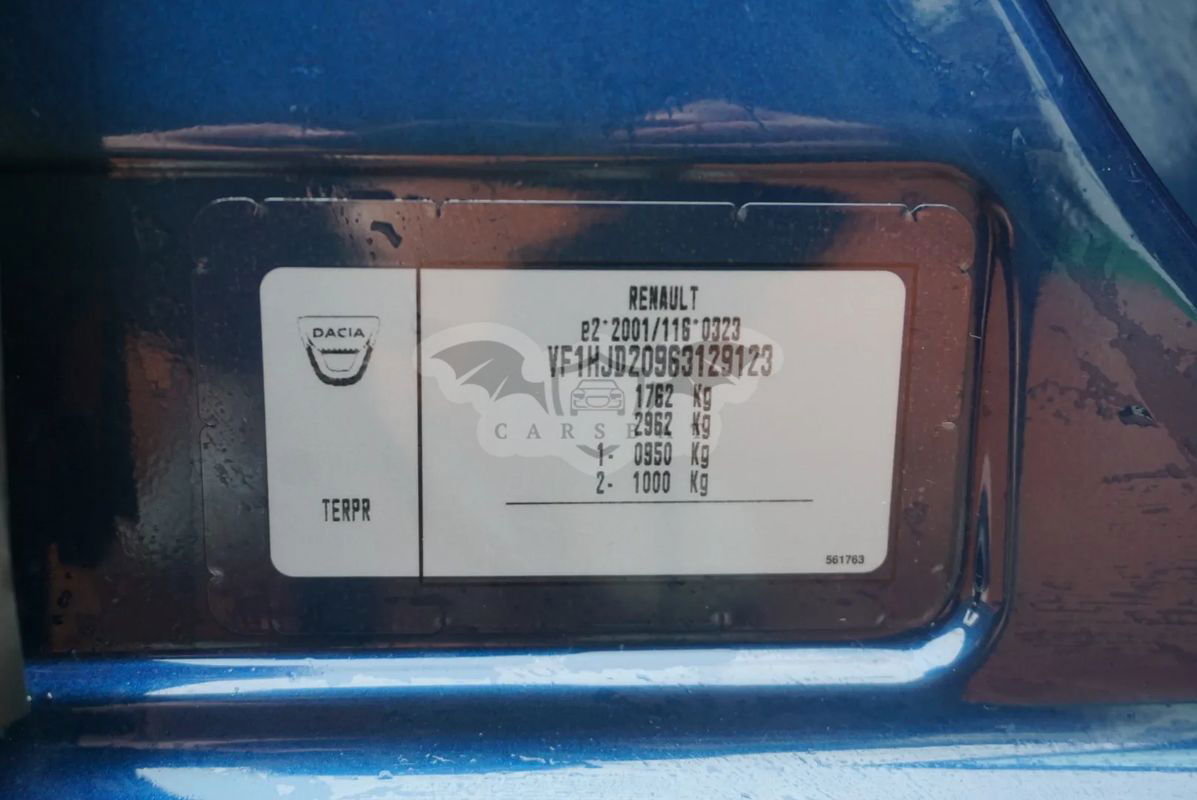 DACIA
TERPR
RENAULT
e2*2001/116*0323
VF1HJD20963129123
1762 Kg
2962 Kg
1- 0950 Kg
2- 1000 Kg
561763